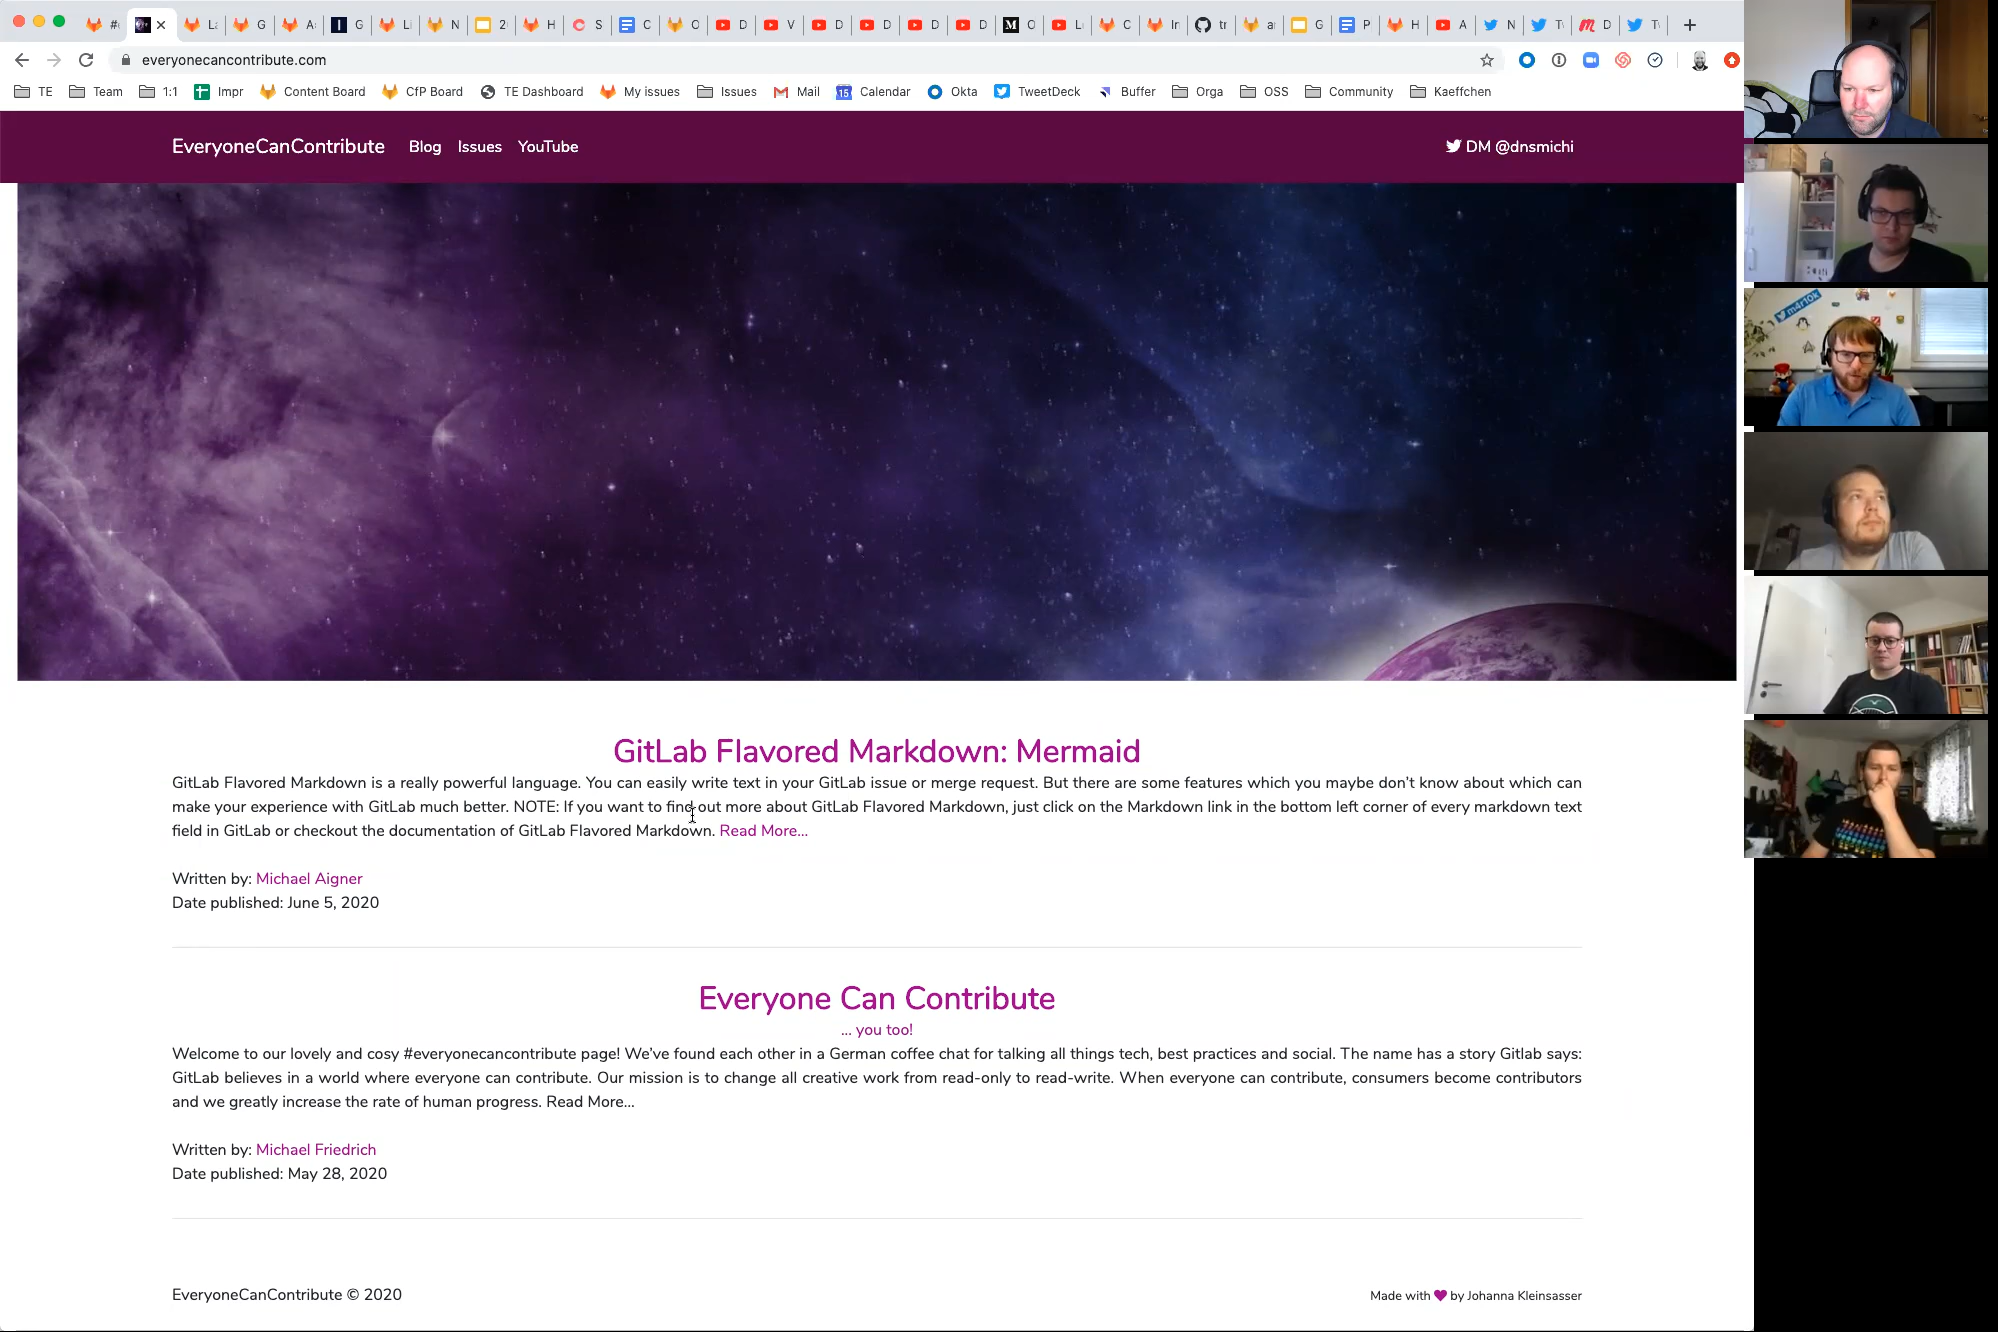 #
La
G
A
I
G
Li
N
2
H
S
C
O
D
V
D
D
D
D
M
O
L
C
In
tr
a
G
P
H
A
N
T
D
T
everyonecancontribute.com
TE
Team
1:1
Impr
Content Board
CfP Board
TE Dashboard
My issues
Issues
Mail
15
Calendar
Okta
TweetDeck
Buffer
Orga
OSS
Community
Kaeffchen
EveryoneCanContribute
Blog
Issues
YouTube
DM @dnsmichi
m4r10k
GitLab Flavored Markdown: Mermaid
GitLab Flavored Markdown is a really powerful language. You can easily write text in your GitLab issue or merge request. But there are some features which you maybe don’t know about which can
make your experience with GitLab much better. NOTE: If you want to find out more about GitLab Flavored Markdown, just click on the Markdown link in the bottom left corner of every markdown text
field in GitLab or checkout the documentation of GitLab Flavored Markdown. Read More...
Written by: Michael Aigner
Date published: June 5, 2020
Everyone Can Contribute
... you too!
Welcome to our lovely and cosy #everyonecancontribute page! We’ve found each other in a German coffee chat for talking all things tech, best practices and social. The name has a story Gitlab says:
GitLab believes in a world where everyone can contribute. Our mission is to change all creative work from read-only to read-write. When everyone can contribute, consumers become contributors
and we greatly increase the rate of human progress. Read More...
Written by: Michael Friedrich
Date published: May 28, 2020
EveryoneCanContribute © 2020
Made with ♥ by Johanna Kleinsasser